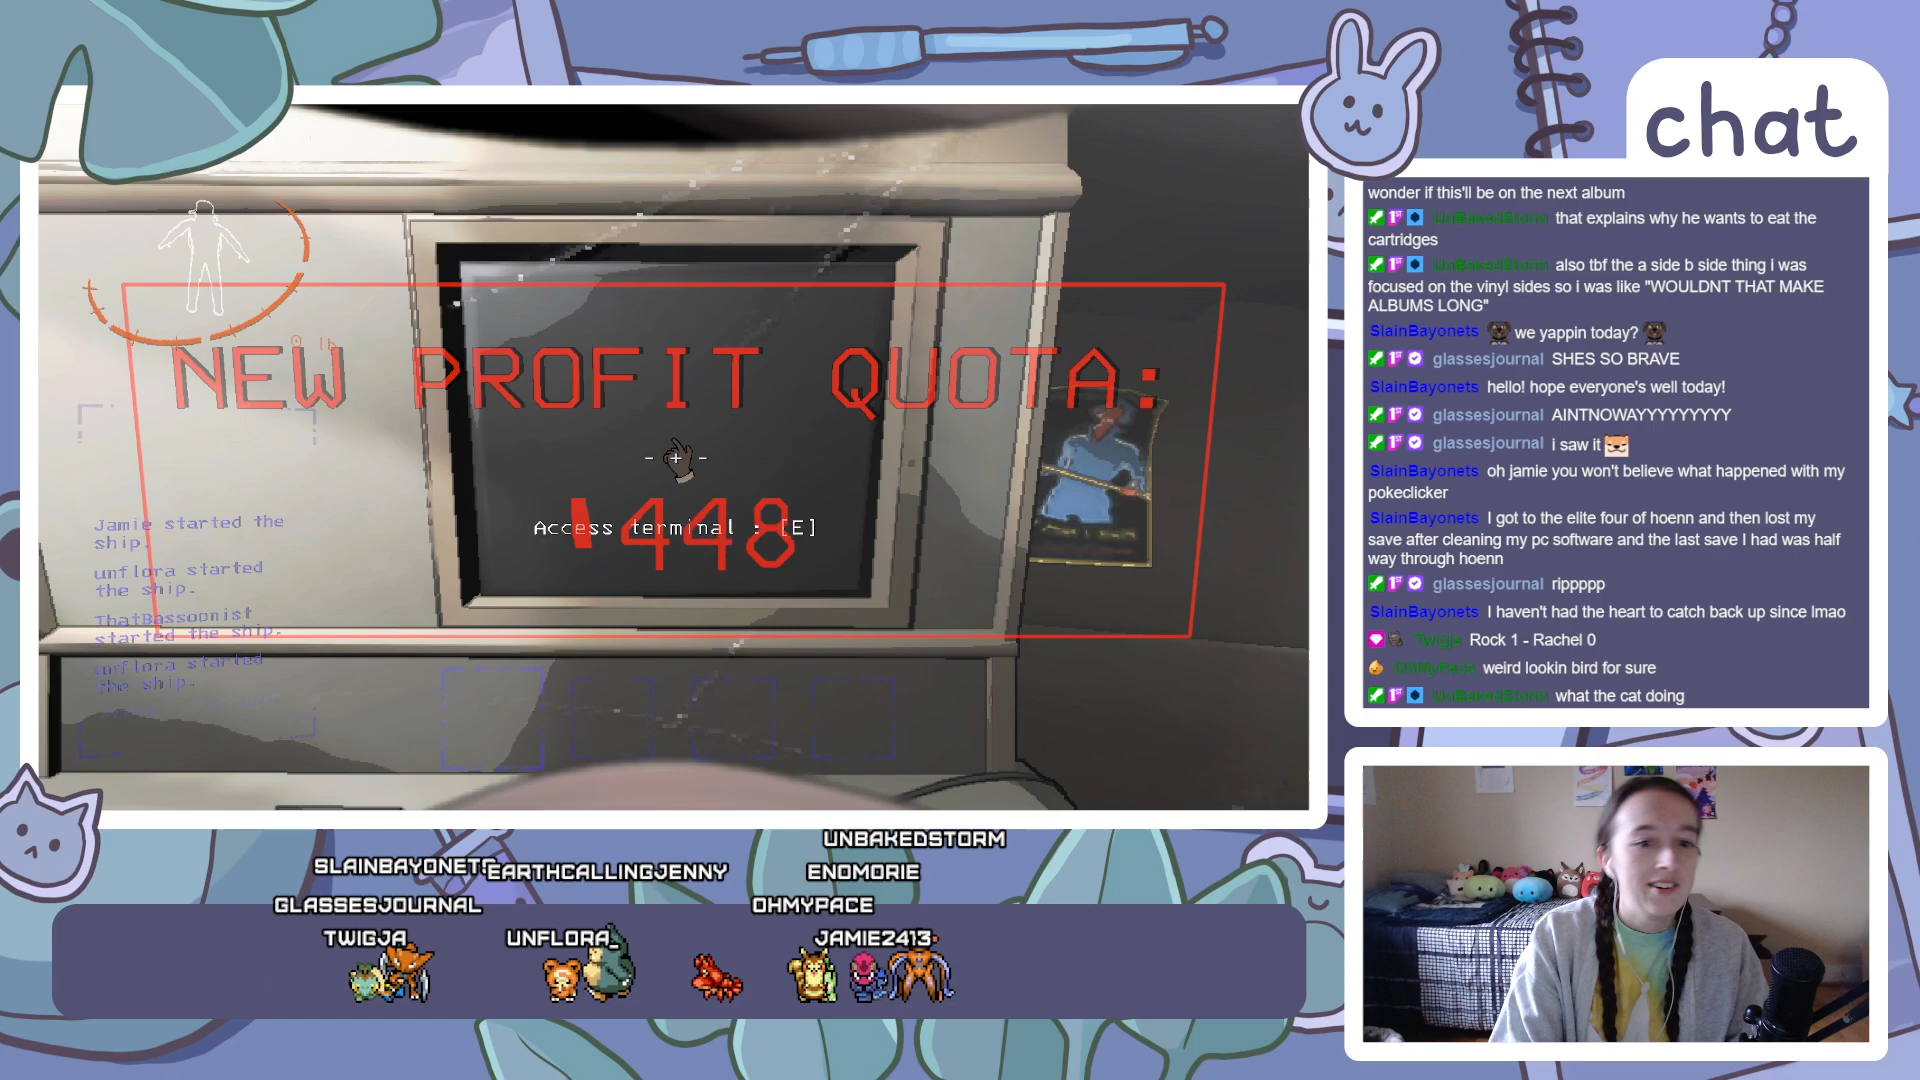 chat
wonder if this'll be on the next album
UnBakedStorm that explains why he wants to eat the
cartridges
UnBakedStorm also tbf the a side b side thing i was
focused on the vinyl sides so i was like "WOULDNT THAT MAKE
ALBUMS LONG"
SlainBayonets we yappin today?
glassesjournal SHES SO BRAVE
SlainBayonets hello! hope everyone's well today!
glassesjournal AINTNOWAYYYYYYYYY
glassesjournal i saw it
SlainBayonets oh jamie you won't believe what happened with my
pokeclicker
SlainBayonets I got to the elite four of hoenn and then lost my
save after cleaning my pc software and the last save I had was half
way through hoenn
glassesjournal rippppp
SlainBayonets I haven't had the heart to catch back up since lmao
Twigja Rock 1 - Rachel 0
OhMyPace weird lookin bird for sure
UnBakedStorm what the cat doing
0 lb
NEW PROFIT QUOTA:
448
Access terminal : [E]
Jamie started the
ship.
unflora started
the ship.
ThatBassoonist
started the ship.
unflora started
the ship.
UNBAKEDSTORM
SLAINBAYONETS
EARTHCALLINGJENNY
ENOMORIE
GLASSESJOURNAL
OHMYPACE
TWIGJA
UNFLORA_
JAMIE2413